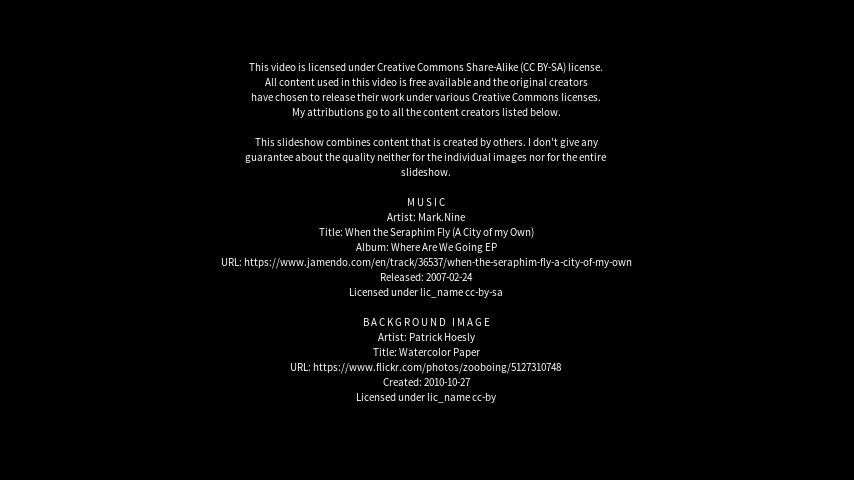 This video is licensed under Creative Commons Share-Alike (CC BY-SA) license.
All content used in this video is free available and the original creators
have chosen to release their work under various Creative Commons licenses.
My attributions go to all the content creators listed below.
This slideshow combines content that is created by others. I don't give any
guarantee about the quality neither for the individual images nor for the entire
slideshow.
MUSIC
Artist: Mark.Nine
Title: When the Seraphim Fly (A City of my Own)
Album: Where Are We Going EP
URL: https://www.jamendo.com/en/track/36537/when-the-seraphim-fly-a-city-of-my-own
Released: 2007-02-24
Licensed under lic_name cc-by-sa
BACKGROUND IMAGE
Artist: Patrick Hoesly
Title: Watercolor Paper
URL: https://www.flickr.com/photos/zooboing/5127310748
Created: 2010-10-27
Licensed under lic_name cc-by